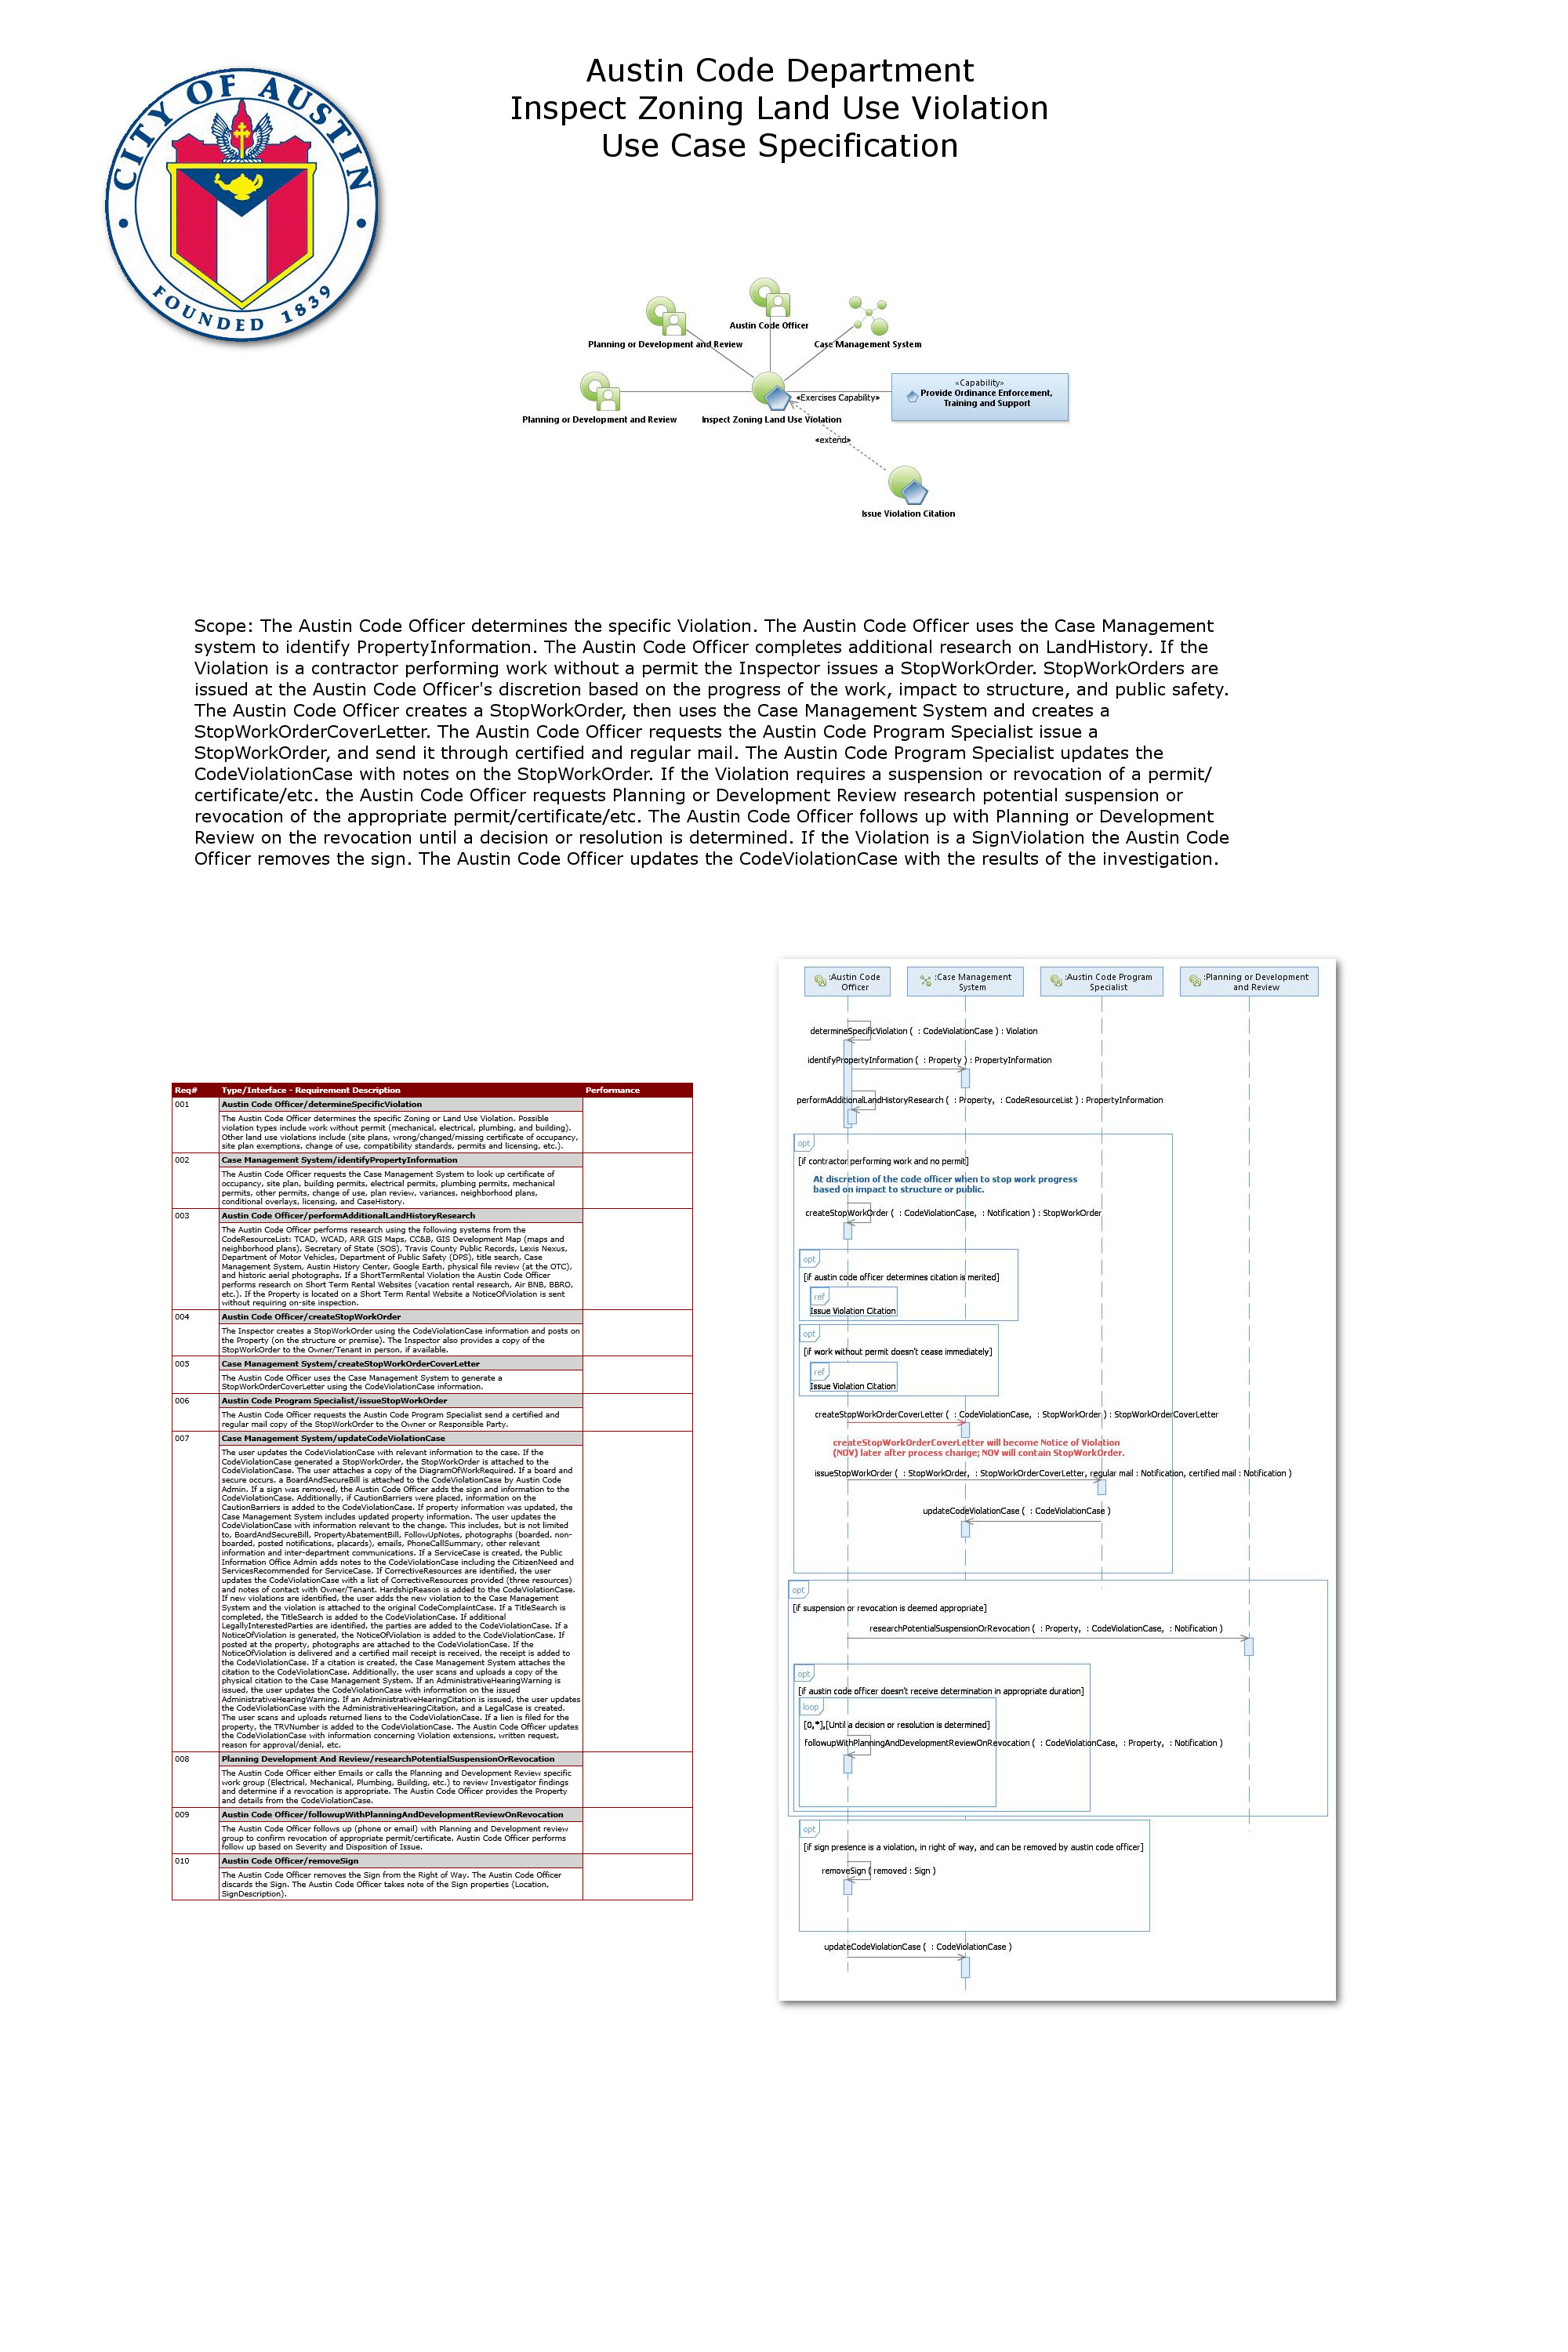 Austin Code Department
Inspect Zoning Land Use Violation
Use Case Specification
CITY OF AUSTIN
FOUNDED 1839
Austin Code Officer
Planning or Development and Review
Case Management System
«Capability»
Provide Ordinance Enforcement,
Training and Support
«Exercises Capability»
Planning or Development and Review
Inspect Zoning Land Use Violation
«extend»
Issue Violation Citation
Scope: The Austin Code Officer determines the specific Violation. The Austin Code Officer uses the Case Management
system to identify PropertyInformation. The Austin Code Officer completes additional research on LandHistory. If the
Violation is a contractor performing work without a permit the Inspector issues a StopWorkOrder. StopWorkOrders are
issued at the Austin Code Officer's discretion based on the progress of the work, impact to structure, and public safety.
The Austin Code Officer creates a StopWorkOrder, then uses the Case Management System and creates a
StopWorkOrderCoverLetter. The Austin Code Officer requests the Austin Code Program Specialist issue a
StopWorkOrder, and send it through certified and regular mail. The Austin Code Program Specialist updates the
CodeViolationCase with notes on the StopWorkOrder. If the Violation requires a suspension or revocation of a permit/
certificate/etc. the Austin Code Officer requests Planning or Development Review research potential suspension or
revocation of the appropriate permit/certificate/etc. The Austin Code Officer follows up with Planning or Development
Review on the revocation until a decision or resolution is determined. If the Violation is a SignViolation the Austin Code
Officer removes the sign. The Austin Code Officer updates the CodeViolationCase with the results of the investigation.
Req# Type/Interface - Requirement Description Performance
001 Austin Code Officer/determineSpecificViolation
The Austin Code Officer determines the specific Zoning or Land Use Violation. Possible
violation types include work without permit (mechanical, electrical, plumbing, and building).
Other land use violations include (site plans, wrong/changed/missing certificate of occupancy,
site plan exemptions, change of use, compatibility standards, permits and licensing, etc.).
002 Case Management System/identifyPropertyInformation
The Austin Code Officer requests the Case Management System to look up certificate of
occupancy, site plan, building permits, electrical permits, plumbing permits, mechanical
permits, other permits, change of use, plan review, variances, neighborhood plans,
conditional overlays, licensing, and CaseHistory.
003 Austin Code Officer/performAdditionalLandHistoryResearch
The Austin Code Officer performs research using the following systems from the
CodeResourceList: TCAD, WCAD, ARR GIS Maps, CC&B, GIS Development Map (maps and
neighborhood plans), Secretary of State (SOS), Travis County Public Records, Lexis Nexus,
Department of Motor Vehicles, Department of Public Safety (DPS), title search, Case
Management System, Austin History Center, Google Earth, physical file review (at the OTC),
and historic aerial photographs. If a ShortTermRental Violation the Austin Code Officer
performs research on Short Term Rental Websites (vacation rental research, Air BNB, BBRO,
etc.). If the Property is located on a Short Term Rental Website a NoticeOfViolation is sent
without requiring on-site inspection.
004 Austin Code Officer/createStopWorkOrder
The Inspector creates a StopWorkOrder using the CodeViolationCase information and posts on
the Property (on the structure or premise). The Inspector also provides a copy of the
StopWorkOrder to the Owner/Tenant in person, if available.
005 Case Management System/createStopWorkOrderCoverLetter
The Austin Code Officer uses the Case Management System to generate a
StopWorkOrderCoverLetter using the CodeViolationCase information.
006 Austin Code Program Specialist/issueStopWorkOrder
The Austin Code Officer requests the Austin Code Program Specialist send a certified and
regular mail copy of the StopWorkOrder to the Owner or Responsible Party.
007 Case Management System/updateCodeViolationCase
The user updates the CodeViolationCase with relevant information to the case. If the
CodeViolationCase generated a StopWorkOrder, the StopWorkOrder is attached to the
CodeViolationCase. The user attaches a copy of the DiagramOfWorkRequired. If a board and
secure occurs, a BoardAndSecureBill is attached to the CodeViolationCase by Austin Code
Admin. If a sign was removed, the Austin Code Officer adds the sign and information to the
CodeViolationCase. Additionally, if CautionBarriers were placed, information on the
CautionBarriers is added to the CodeViolationCase. If property information was updated, the
Case Management System includes updated property information. The user updates the
CodeViolationCase with information relevant to the change. This includes, but is not limited
to, BoardAndSecureBill, PropertyAbatementBill, FollowUpNotes, photographs (boarded, non-
boarded, posted notifications, placards), emails, PhoneCallSummary, other relevant
information and inter-department communications. If a ServiceCase is created, the Public
Information Office Admin adds notes to the CodeViolationCase including the CitizenNeed and
ServicesRecommended for ServiceCase. If CorrectiveResources are identified, the user
updates the CodeViolationCase with a list of CorrectiveResources provided (three resources)
and notes of contact with Owner/Tenant. HardshipReason is added to the CodeViolationCase.
If new violations are identified, the user adds the new violation to the Case Management
System and the violation is attached to the original CodeComplaintCase. If a TitleSearch is
completed, the TitleSearch is added to the CodeViolationCase. If additional
LegallyInterestedParties are identified, the parties are added to the CodeViolationCase. If a
NoticeOfViolation is generated, the NoticeOfViolation is added to the CodeViolationCase. If
posted at the property, photographs are attached to the CodeViolationCase. If the
NoticeOfViolation is delivered and a certified mail receipt is received, the receipt is added to
the CodeViolationCase. If a citation is created, the Case Management System attaches the
citation to the CodeViolationCase. Additionally, the user scans and uploads a copy of the
physical citation to the Case Management System. If an AdministrativeHearingWarning is
issued, the user updates the CodeViolationCase with information on the issued
AdministrativeHearingWarning. If an AdministrativeHearingCitation is issued, the user updates
the CodeViolationCase with the AdministrativeHearingCitation, and a LegalCase is created.
The user scans and uploads returned liens to the CodeViolationCase. If a lien is filed for the
property, the TRVNumber is added to the CodeViolationCase. The Austin Code Officer updates
the CodeViolationCase with information concerning Violation extensions, written request,
reason for approval/denial, etc.
008 Planning Development And Review/researchPotentialSuspensionOrRevocation
The Austin Code Officer either Emails or calls the Planning and Development Review specific
work group (Electrical, Mechanical, Plumbing, Building, etc.) to review Investigator findings
and determine if a revocation is appropriate. The Austin Code Officer provides the Property
and details from the CodeViolationCase.
009 Austin Code Officer/followupWithPlanningAndDevelopmentReviewOnRevocation
The Austin Code Officer follows up (phone or email) with Planning and Development review
group to confirm revocation of appropriate permit/certificate. Austin Code Officer performs
follow up based on Severity and Disposition of Issue.
010 Austin Code Officer/removeSign
The Austin Code Officer removes the Sign from the Right of Way. The Austin Code Officer
discards the Sign. The Austin Code Officer takes note of the Sign properties (Location,
SignDescription).
:Austin Code
Officer
:Case Management
System
:Austin Code Program
Specialist
:Planning or Development
and Review
determineSpecificViolation ( : CodeViolationCase ) : Violation
identifyPropertyInformation ( : Property ) : PropertyInformation
performAdditionalLandHistoryResearch ( : Property, : CodeResourceList ) : PropertyInformation
opt
[if contractor performing work and no permit]
At discretion of the code officer when to stop work progress
based on impact to structure or public.
createStopWorkOrder ( : CodeViolationCase, : Notification ) : StopWorkOrder
opt
[if austin code officer determines citation is merited]
ref
Issue Violation Citation
opt
[if work without permit doesn't cease immediately]
ref
Issue Violation Citation
createStopWorkOrderCoverLetter ( : CodeViolationCase, : StopWorkOrder ) : StopWorkOrderCoverLetter
createStopWorkOrderCoverLetter will become Notice of Violation
(NOV) later after process change; NOV will contain StopWorkOrder.
issueStopWorkOrder ( : StopWorkOrder, : StopWorkOrderCoverLetter, regular mail : Notification, certified mail : Notification )
updateCodeViolationCase ( : CodeViolationCase )
opt
[if suspension or revocation is deemed appropriate]
researchPotentialSuspensionOrRevocation ( : Property, : CodeViolationCase, : Notification )
opt
[if austin code officer doesn't receive determination in appropriate duration]
loop
[0,*],[Until a decision or resolution is determined]
followupWithPlanningAndDevelopmentReviewOnRevocation ( : CodeViolationCase, : Property, : Notification )
opt
[if sign presence is a violation, in right of way, and can be removed by austin code officer]
removeSign ( removed : Sign )
updateCodeViolationCase ( : CodeViolationCase )